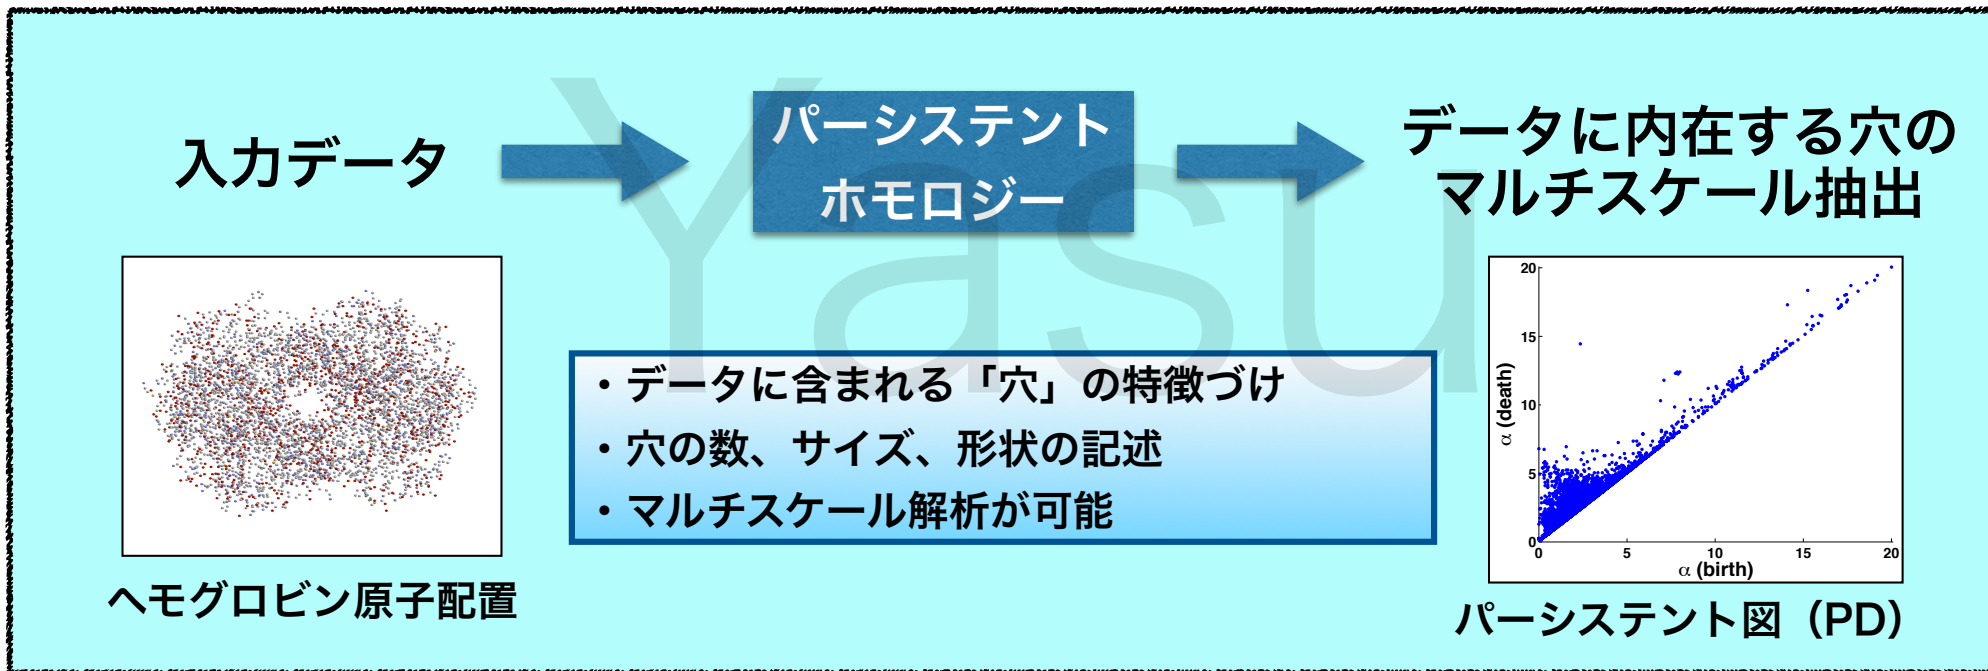 入力データ
パーシステント
ホモロジー
データに内在する穴の
マルチスケール抽出
Yasu
・データに含まれる「穴」の特徴づけ
・穴の数、サイズ、形状の記述
・マルチスケール解析が可能
ヘモグロビン原子配置
20
15
10
5
0
α (death)
0 5 10 15 20
α (birth)
パーシステント図（PD）